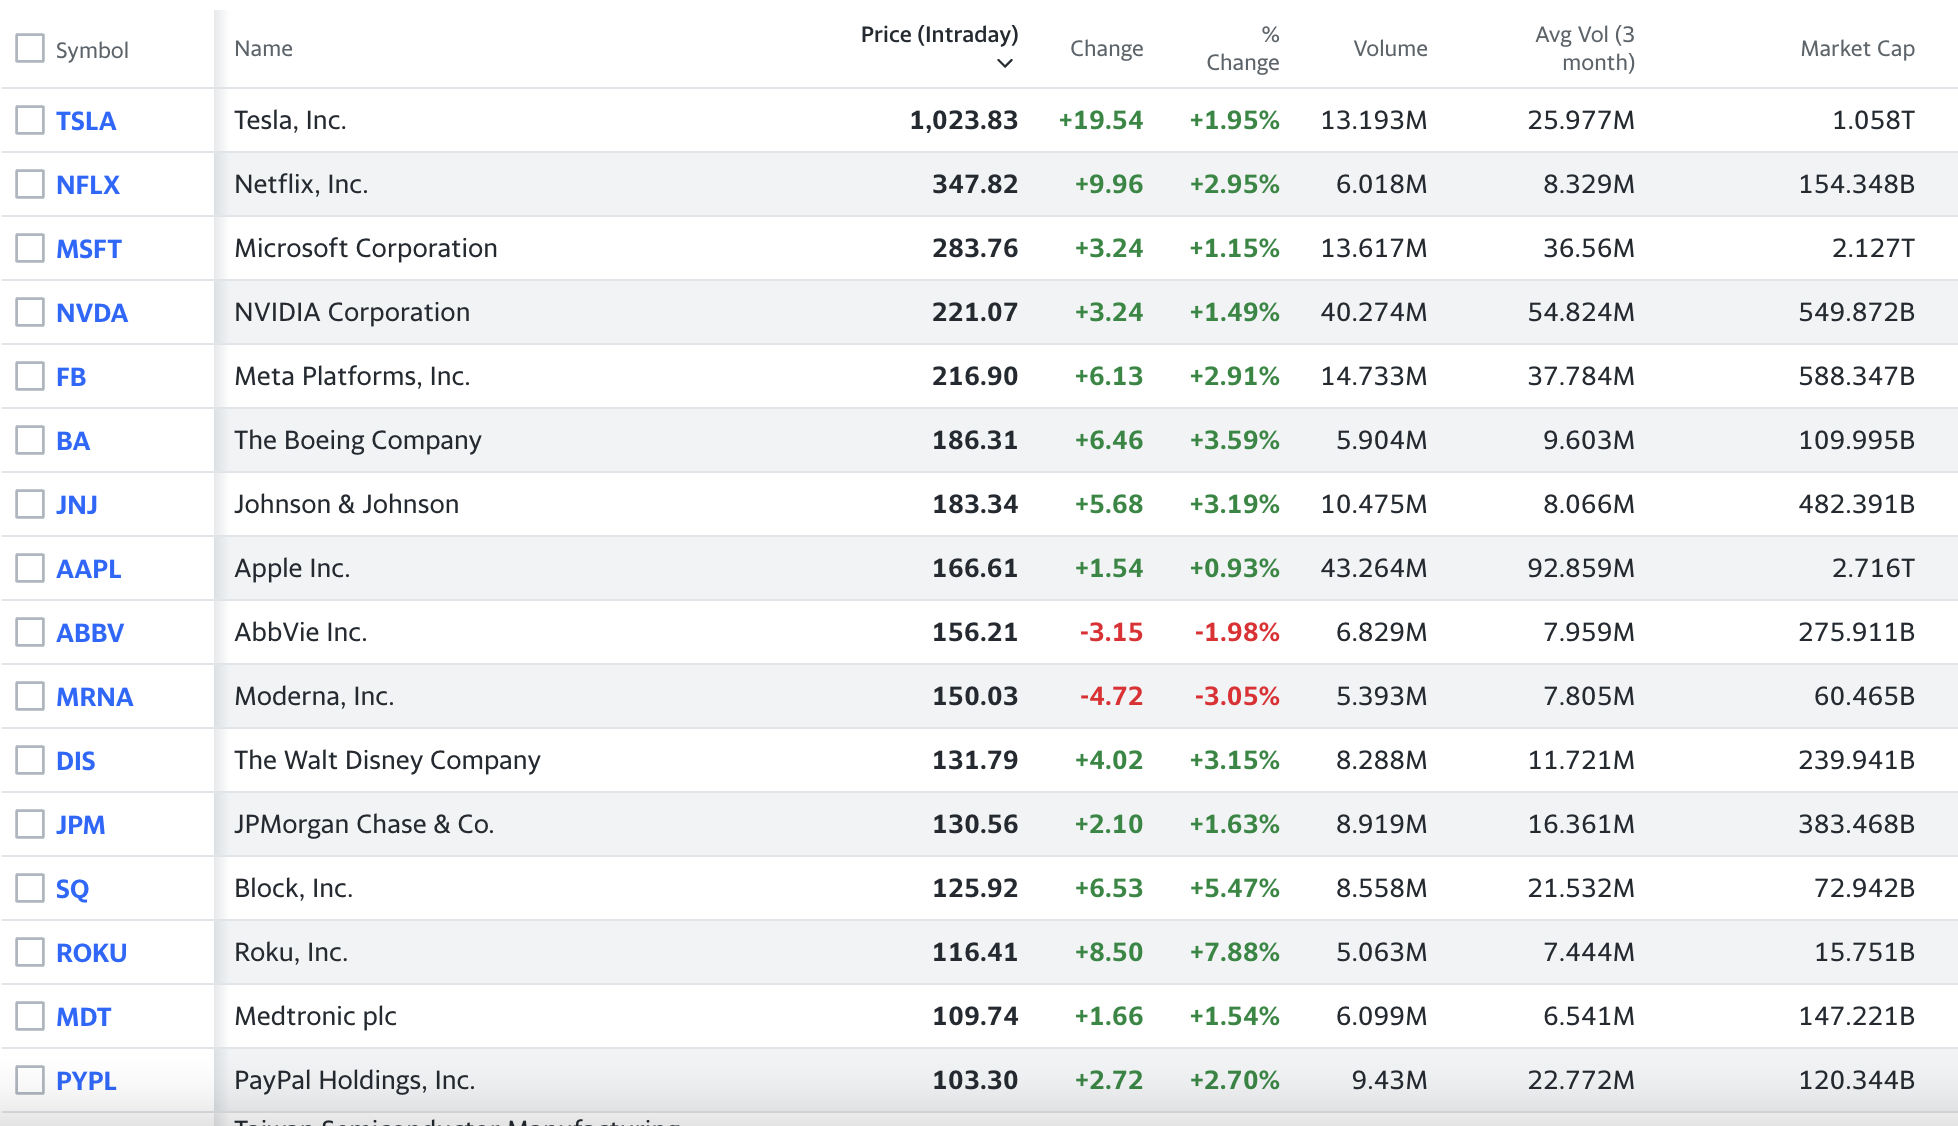 Symbol Name Price (Intraday) Change % Change Volume Avg Vol (3 month) Market Cap
TSLA Tesla, Inc. 1,023.83 +19.54 +1.95% 13.193M 25.977M 1.058T
NFLX Netflix, Inc. 347.82 +9.96 +2.95% 6.018M 8.329M 154.348B
MSFT Microsoft Corporation 283.76 +3.24 +1.15% 13.617M 36.56M 2.127T
NVDA NVIDIA Corporation 221.07 +3.24 +1.49% 40.274M 54.824M 549.872B
FB Meta Platforms, Inc. 216.90 +6.13 +2.91% 14.733M 37.784M 588.347B
BA The Boeing Company 186.31 +6.46 +3.59% 5.904M 9.603M 109.995B
JNJ Johnson & Johnson 183.34 +5.68 +3.19% 10.475M 8.066M 482.391B
AAPL Apple Inc. 166.61 +1.54 +0.93% 43.264M 92.859M 2.716T
ABBV AbbVie Inc. 156.21 -3.15 -1.98% 6.829M 7.959M 275.911B
MRNA Moderna, Inc. 150.03 -4.72 -3.05% 5.393M 7.805M 60.465B
DIS The Walt Disney Company 131.79 +4.02 +3.15% 8.288M 11.721M 239.941B
JPM JPMorgan Chase & Co. 130.56 +2.10 +1.63% 8.919M 16.361M 383.468B
SQ Block, Inc. 125.92 +6.53 +5.47% 8.558M 21.532M 72.942B
ROKU Roku, Inc. 116.41 +8.50 +7.88% 5.063M 7.444M 15.751B
MDT Medtronic plc 109.74 +1.66 +1.54% 6.099M 6.541M 147.221B
PYPL PayPal Holdings, Inc. 103.30 +2.72 +2.70% 9.43M 22.772M 120.344B
Taiwan Semiconductor Manufacturing